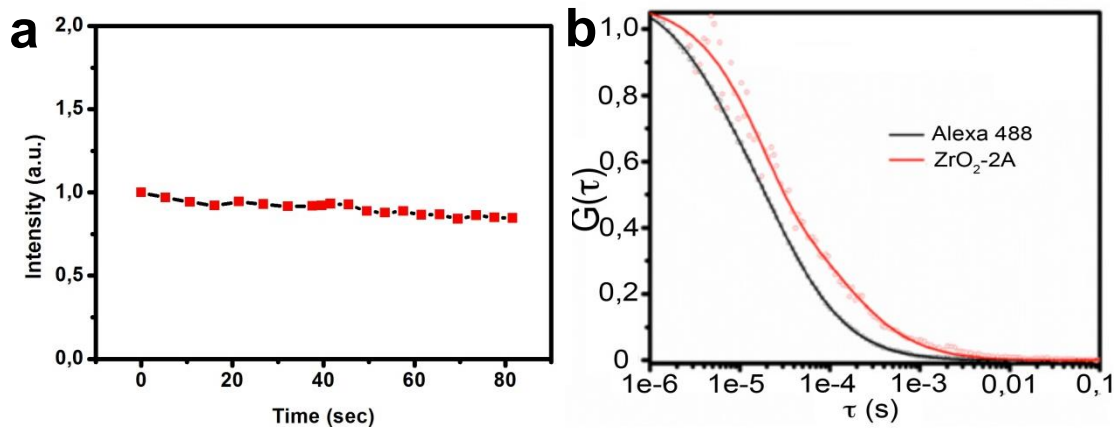 a
2,0
1,5
1,0
0,5
0,0
Intensity (a.u.)
0 20 40 60 80
Time (sec)
b
1,0
0,8
0,6
0,4
0,2
0
G(τ)
Alexa 488
ZrO₂-2A
1e-6 1e-5 1e-4 1e-3 0,01 0,1
τ (s)